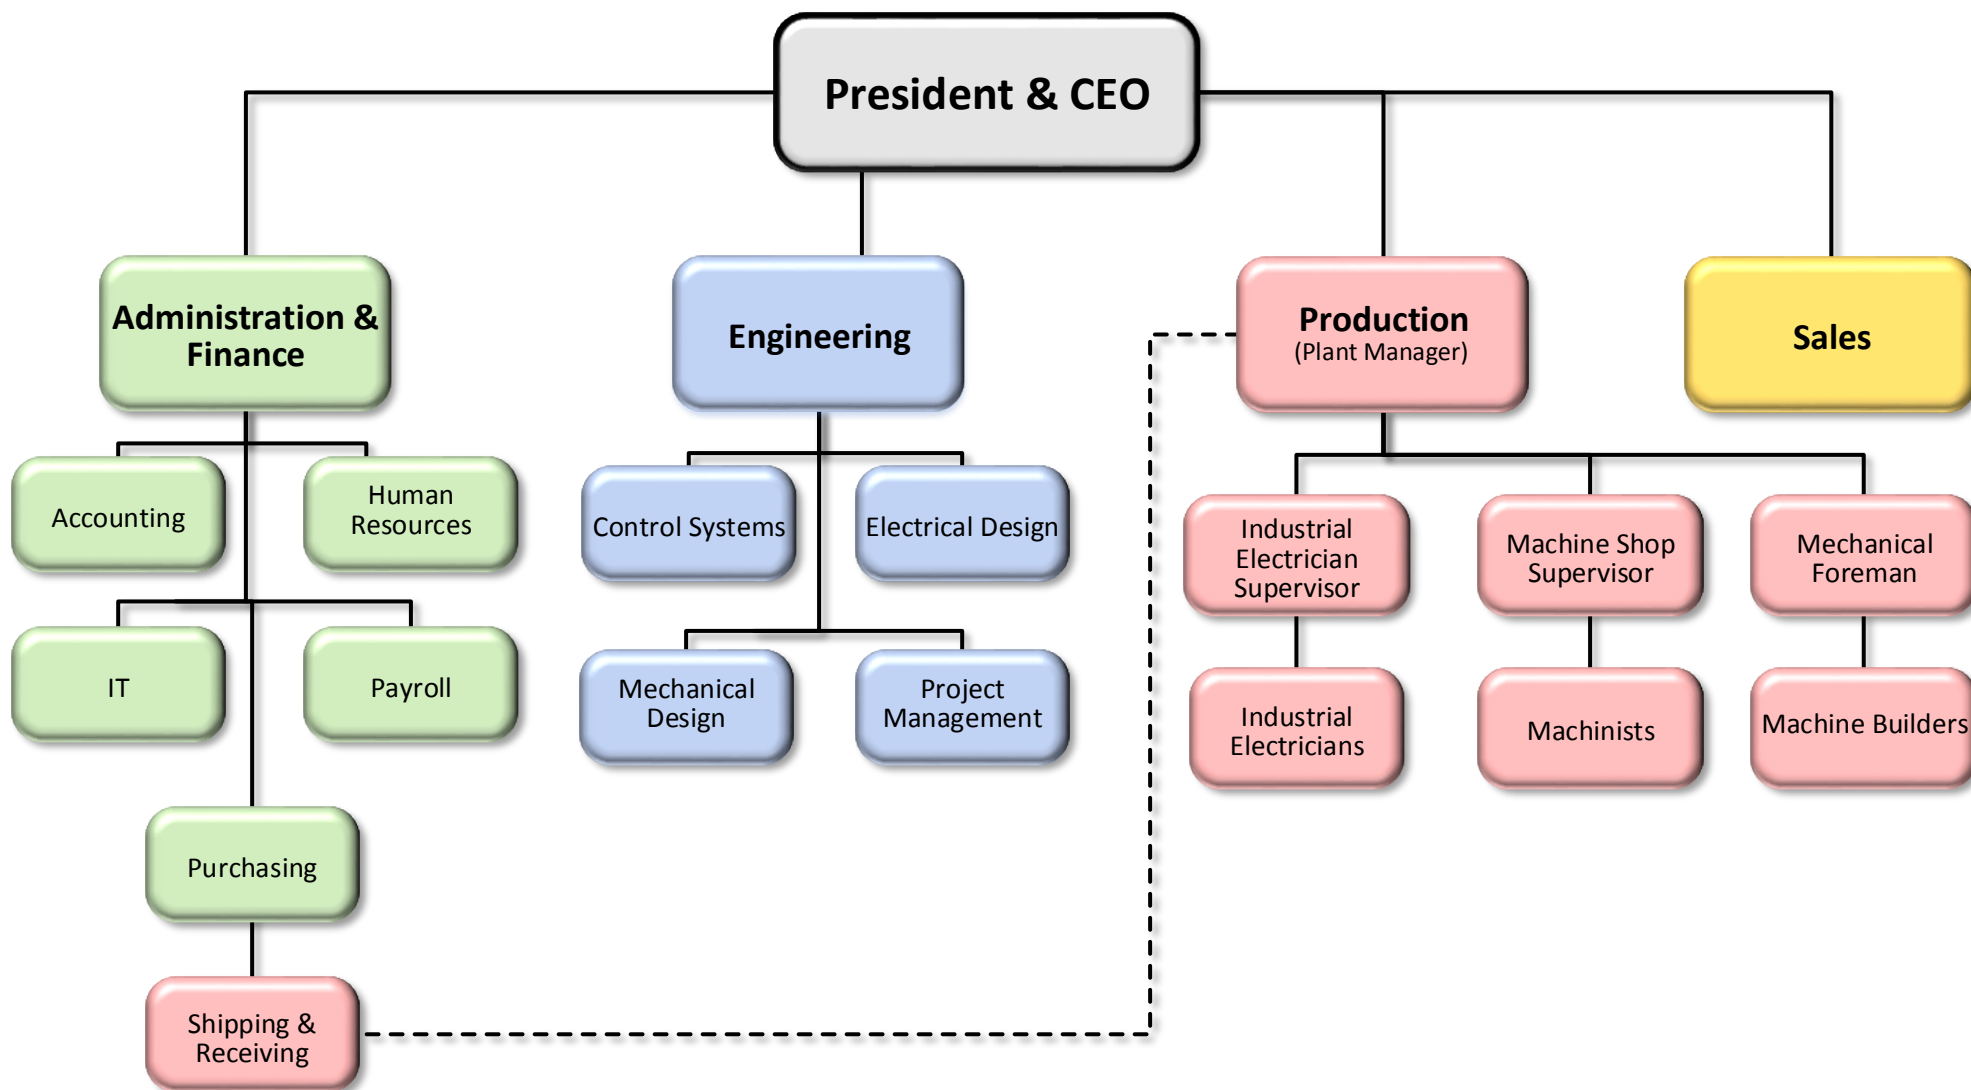 President & CEO
Administration &
Finance
Engineering
Production
(Plant Manager)
Sales
Accounting
Human
Resources
IT
Payroll
Purchasing
Shipping &
Receiving
Control Systems
Electrical Design
Mechanical
Design
Project
Management
Industrial
Electrician
Supervisor
Machine Shop
Supervisor
Mechanical
Foreman
Industrial
Electricians
Machinists
Machine Builders